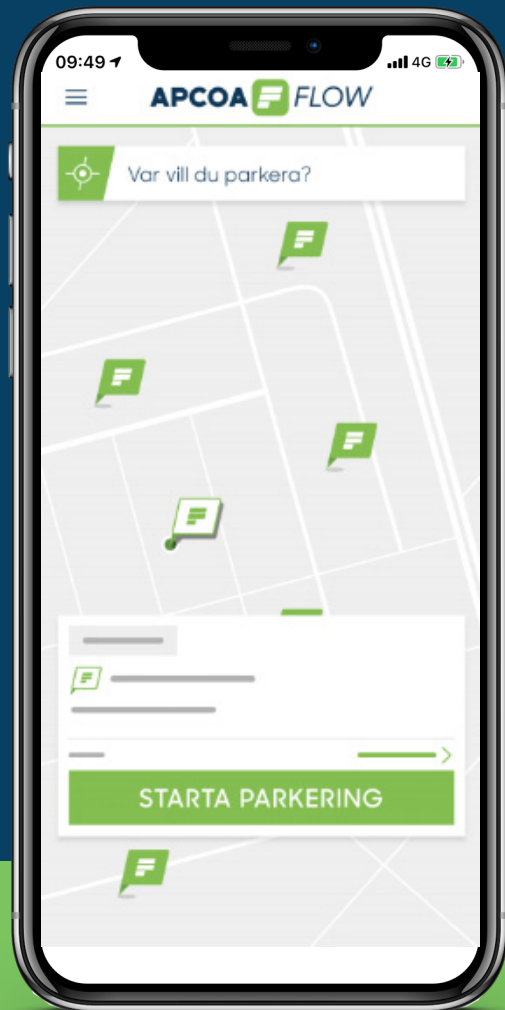 09:49
4G
APCOA FLOW
Var vill du parkera?
STARTA PARKERING